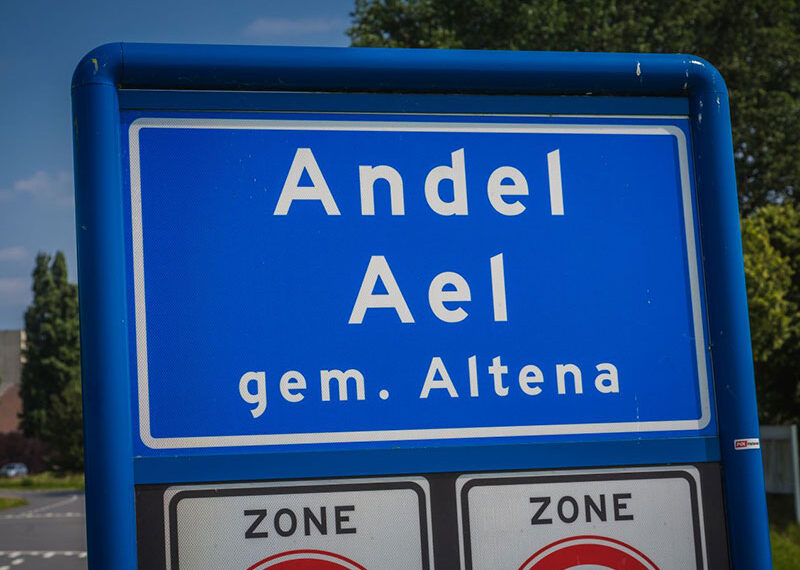 Andel
Ael
gem. Altena
ZONE ZONE